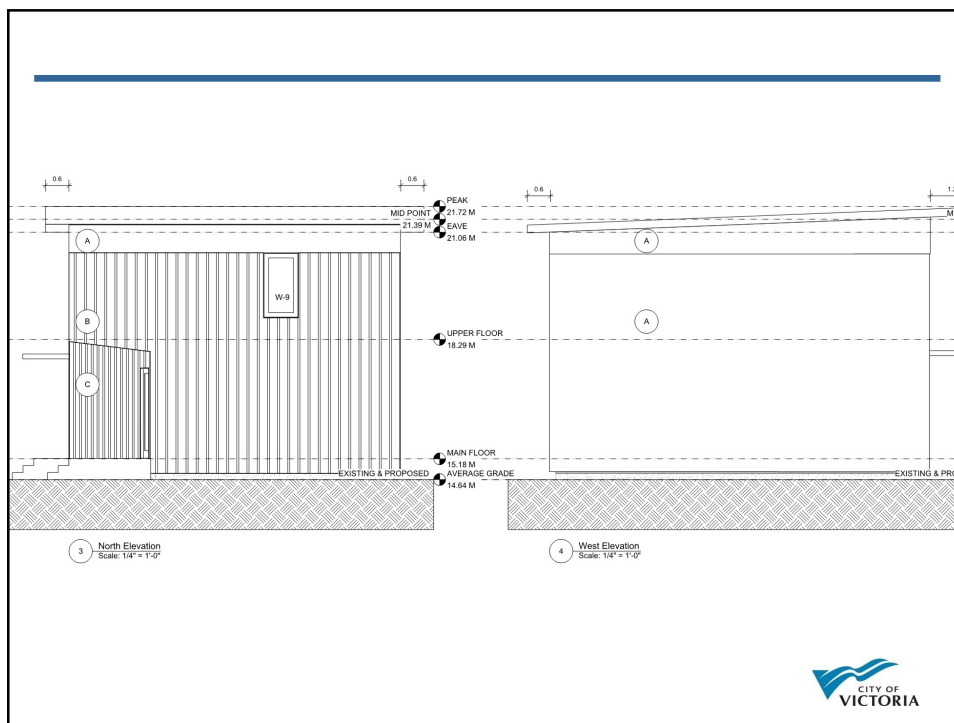 0.6
0.6
PEAK
21.72 M
MID POINT
21.39 M
EAVE
21.06 M
A
W-9
B
UPPER FLOOR
18.29 M
C
MAIN FLOOR
15.18 M
EXISTING & PROPOSED
AVERAGE GRADE
14.64 M
3
North Elevation
Scale: 1/4" = 1'-0"
0.6
1.
M
A
A
EXISTING & PRO
4
West Elevation
Scale: 1/4" = 1'-0"
CITY OF
VICTORIA